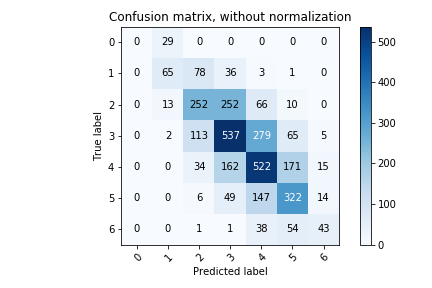 Confusion matrix, without normalization
0 0 29 0 0 0 0 0
1 0 65 78 36 3 1 0
2 0 13 252 252 66 10 0
3 0 2 113 537 279 65 5
4 0 0 34 162 522 171 15
5 0 0 6 49 147 322 14
6 0 0 1 1 38 54 43
0 1 2 3 4 5 6
True label
Predicted label
500
400
300
200
100
0